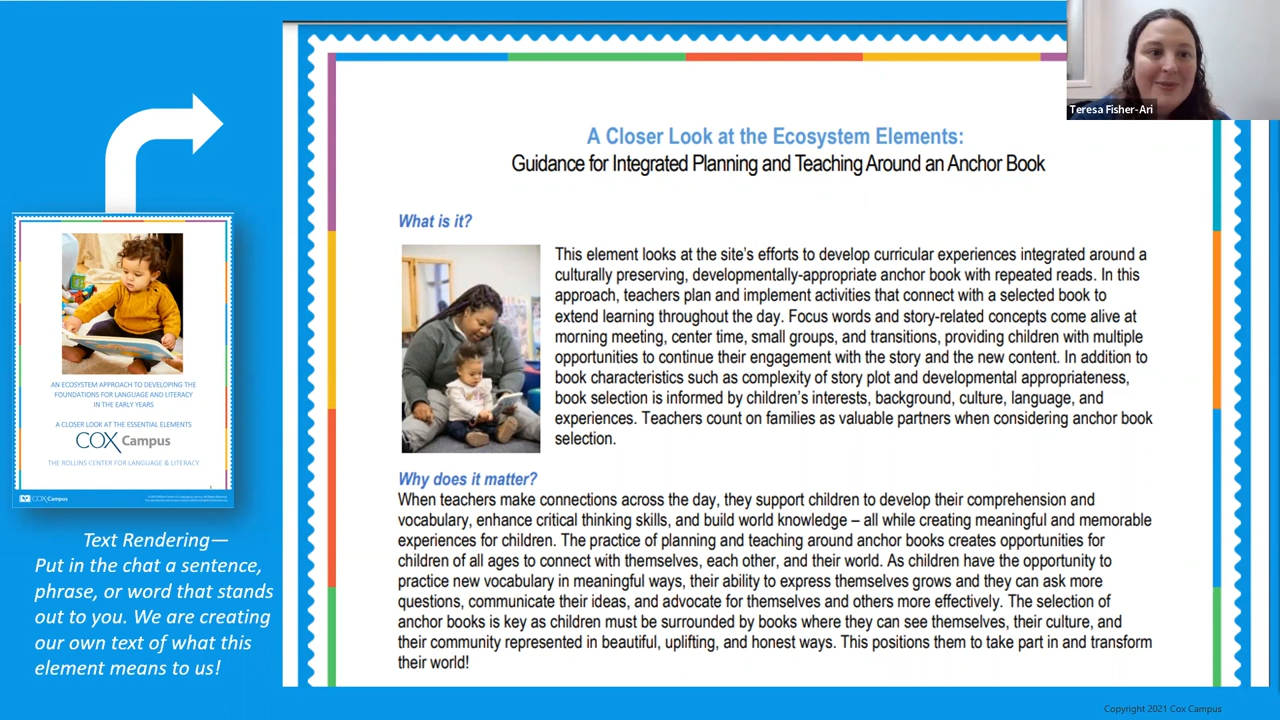 Teresa Fisher-Ari
A Closer Look at the Ecosystem Elements:
Guidance for Integrated Planning and Teaching Around an Anchor Book
What is it?
This element looks at the site's efforts to develop curricular experiences integrated around a
culturally preserving, developmentally-appropriate anchor book with repeated reads. In this
approach, teachers plan and implement activities that connect with a selected book to
extend learning throughout the day. Focus words and story-related concepts come alive at
morning meeting, center time, small groups, and transitions, providing children with multiple
opportunities to continue their engagement with the story and the new content. In addition to
book characteristics such as complexity of story plot and developmental appropriateness,
book selection is informed by children's interests, background, culture, language, and
experiences. Teachers count on families as valuable partners when considering anchor book
selection.
Why does it matter?
When teachers make connections across the day, they support children to develop their comprehension and
vocabulary, enhance critical thinking skills, and build world knowledge – all while creating meaningful and memorable
experiences for children. The practice of planning and teaching around anchor books creates opportunities for
children of all ages to connect with themselves, each other, and their world. As children have the opportunity to
practice new vocabulary in meaningful ways, their ability to express themselves grows and they can ask more
questions, communicate their ideas, and advocate for themselves and others more effectively. The selection of
anchor books is key as children must be surrounded by books where they can see themselves, their culture, and
their community represented in beautiful, uplifting, and honest ways. This positions them to take part in and transform
their world!
AN ECOSYSTEM APPROACH TO DEVELOPING THE
FOUNDATIONS FOR LANGUAGE AND LITERACY
IN THE EARLY YEARS
A CLOSER LOOK AT THE ESSENTIAL ELEMENTS
COX Campus
THE ROLLINS CENTER FOR LANGUAGE & LITERACY
COX Campus
Text Rendering—
Put in the chat a sentence,
phrase, or word that stands
out to you. We are creating
our own text of what this
element means to us!
Copyright 2021 Cox Campus